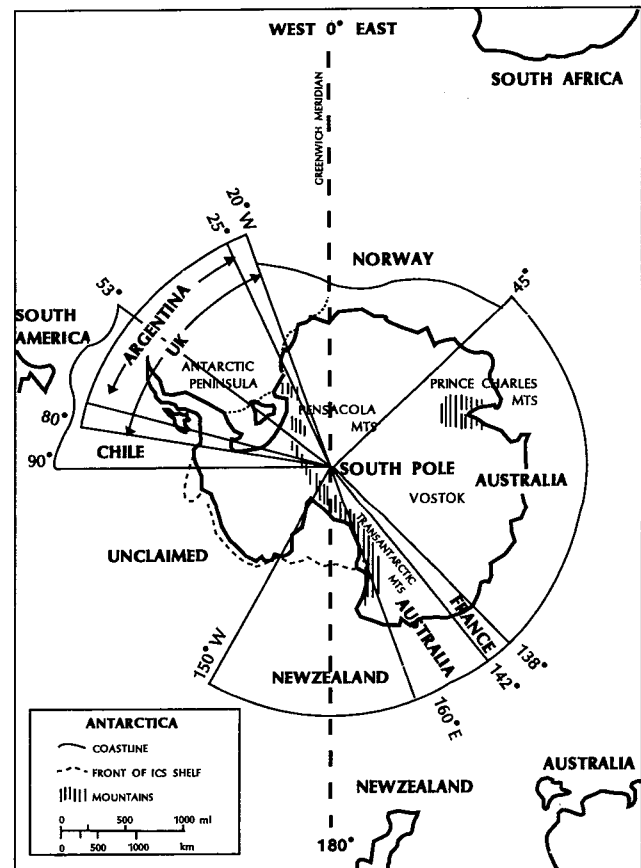 WEST 0° EAST
SOUTH AFRICA
GREENWICH MERIDIAN
20° W
25°
NORWAY
45°
53°
SOUTH
AMERICA
ARGENTINA
UK
ANTARCTIC
PENINSULA
PRINCE CHARLES
MTS
PENSACOLA
MTS
80°
CHILE
90°
SOUTH POLE
AUSTRALIA
VOSTOK
TRANSANTARCTIC
MTS
UNCLAIMED
FRANCE
AUSTRALIA
138°
142°
150° W
NEWZEALAND
160° E
ANTARCTICA
COASTLINE
FRONT OF ICS SHELF
MOUNTAINS
0 500 1000 ml
0 500 1000 km
AUSTRALIA
NEWZEALAND
180°